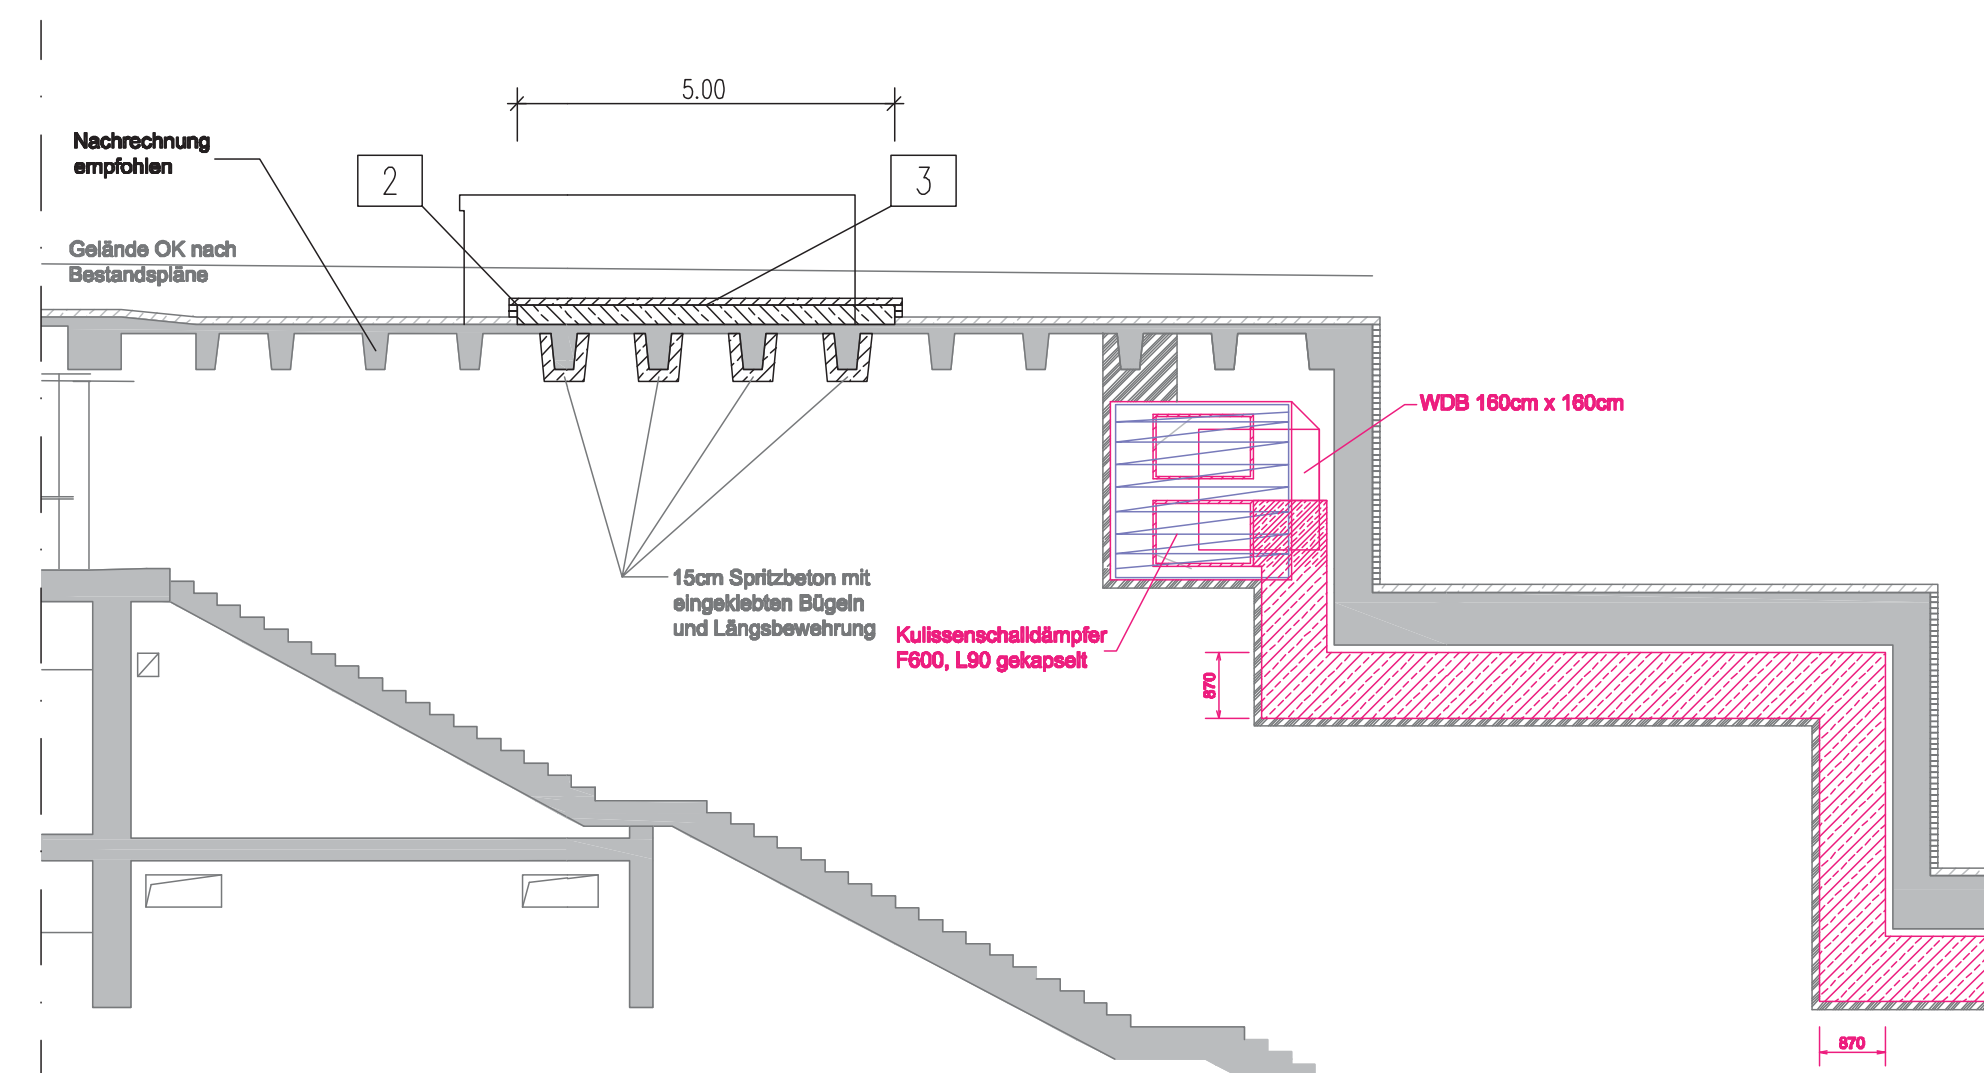 5.00
Nachrechnung
empfohlen
2
3
Gelände OK nach
Bestandspläne
WDB 160cm x 160cm
15cm Spritzbeton mit
eingeklebten Bügeln
und Längsbewehrung
Kulissenschalldämpfer
F600, L90 gekapselt
870
870